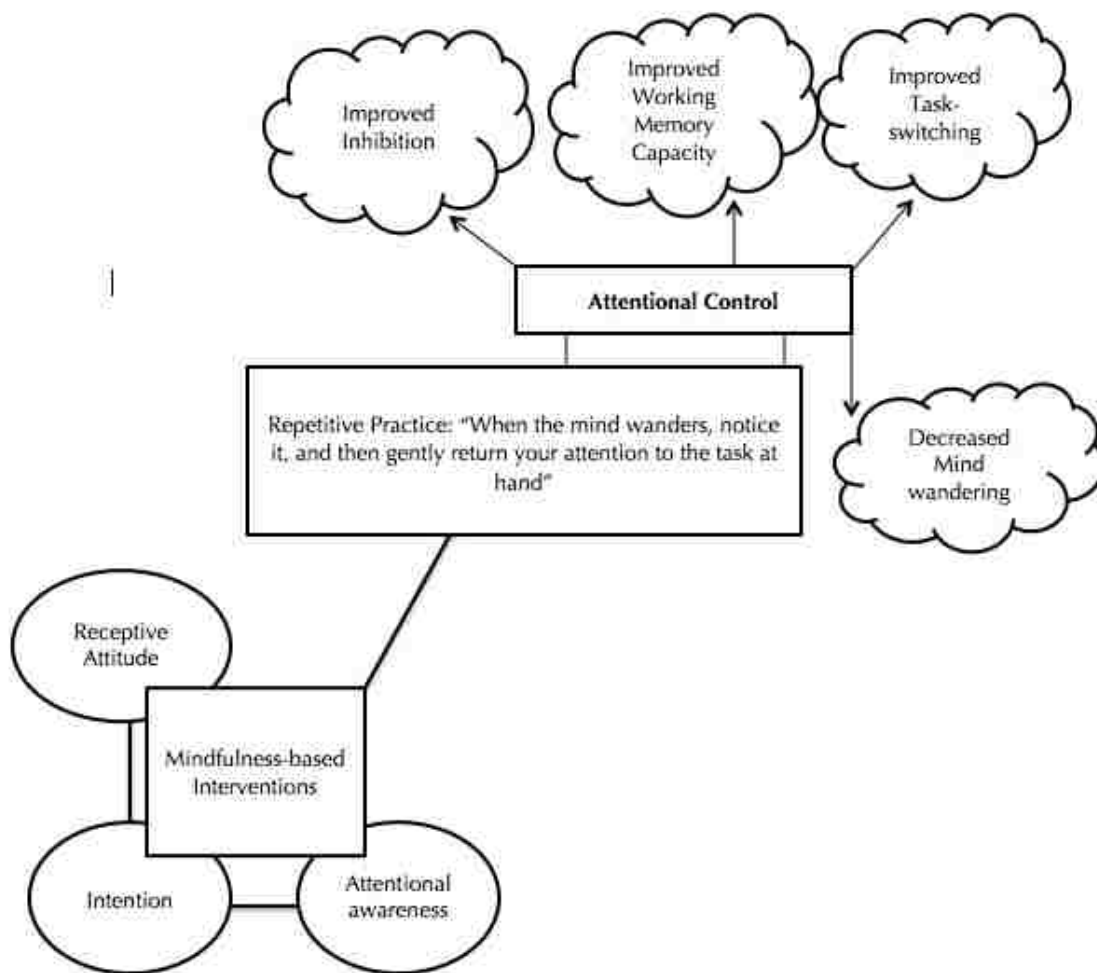 Improved
Inhibition
Improved
Working
Memory
Capacity
Improved
Task-
switching
Attentional Control
Repetitive Practice: “When the mind wanders, notice
it, and then gently return your attention to the task at
hand”
Decreased
Mind
wandering
Receptive
Attitude
Mindfulness-based
Interventions
Intention
Attentional
awareness